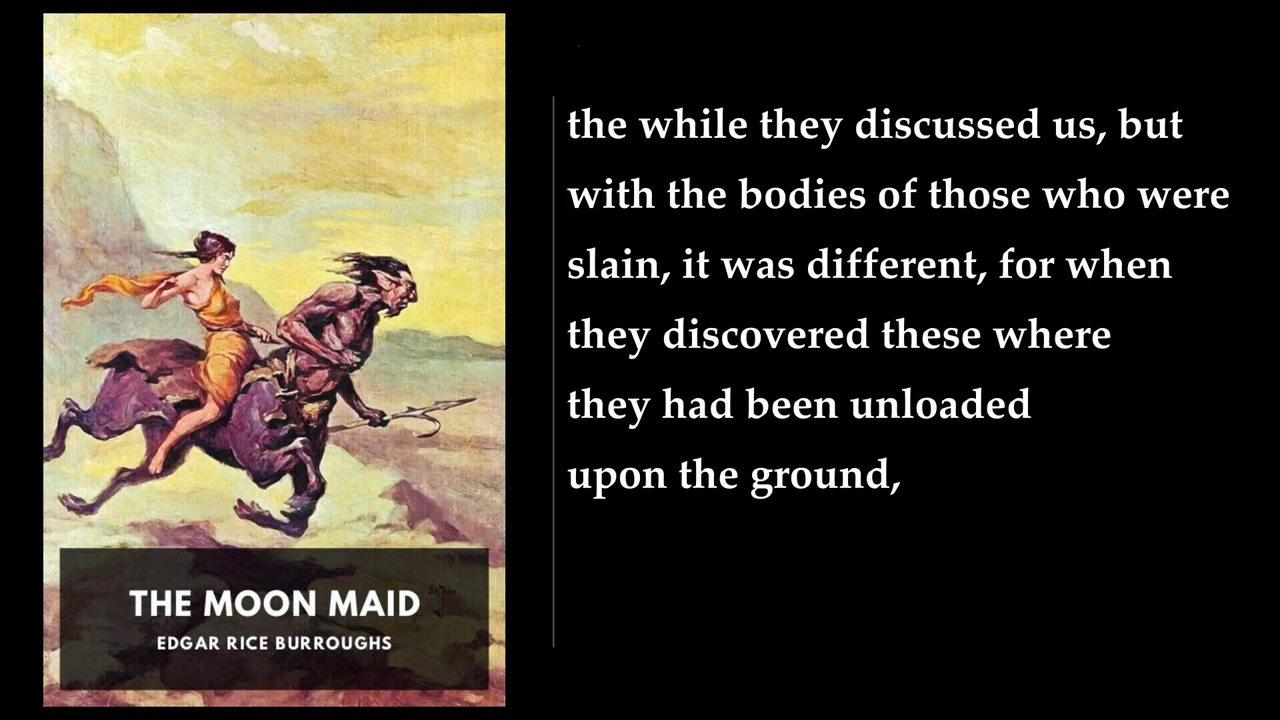 THE MOON MAID
EDGAR RICE BURROUGHS
the while they discussed us, but
with the bodies of those who were
slain, it was different, for when
they discovered these where
they had been unloaded
upon the ground,